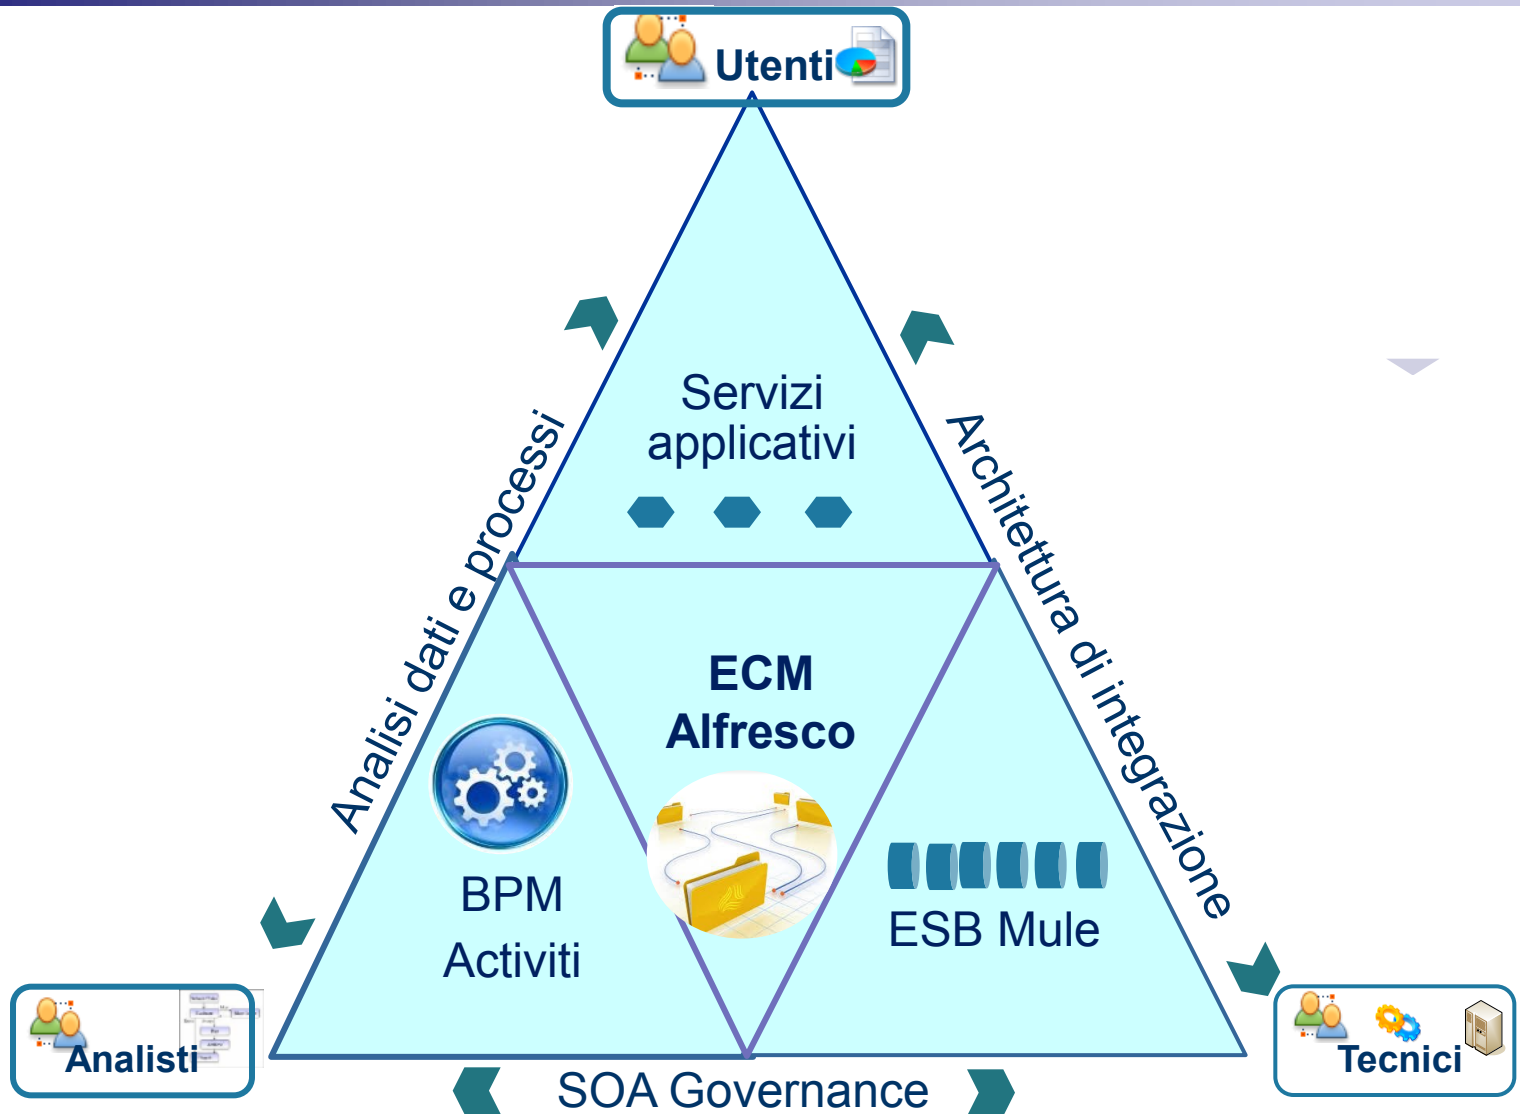 Utenti
Servizi
applicativi
Analisi dati e processi
Architettura di integrazione
ECM
Alfresco
BPM
Activiti
ESB Mule
Analisti
Tecnici
SOA Governance